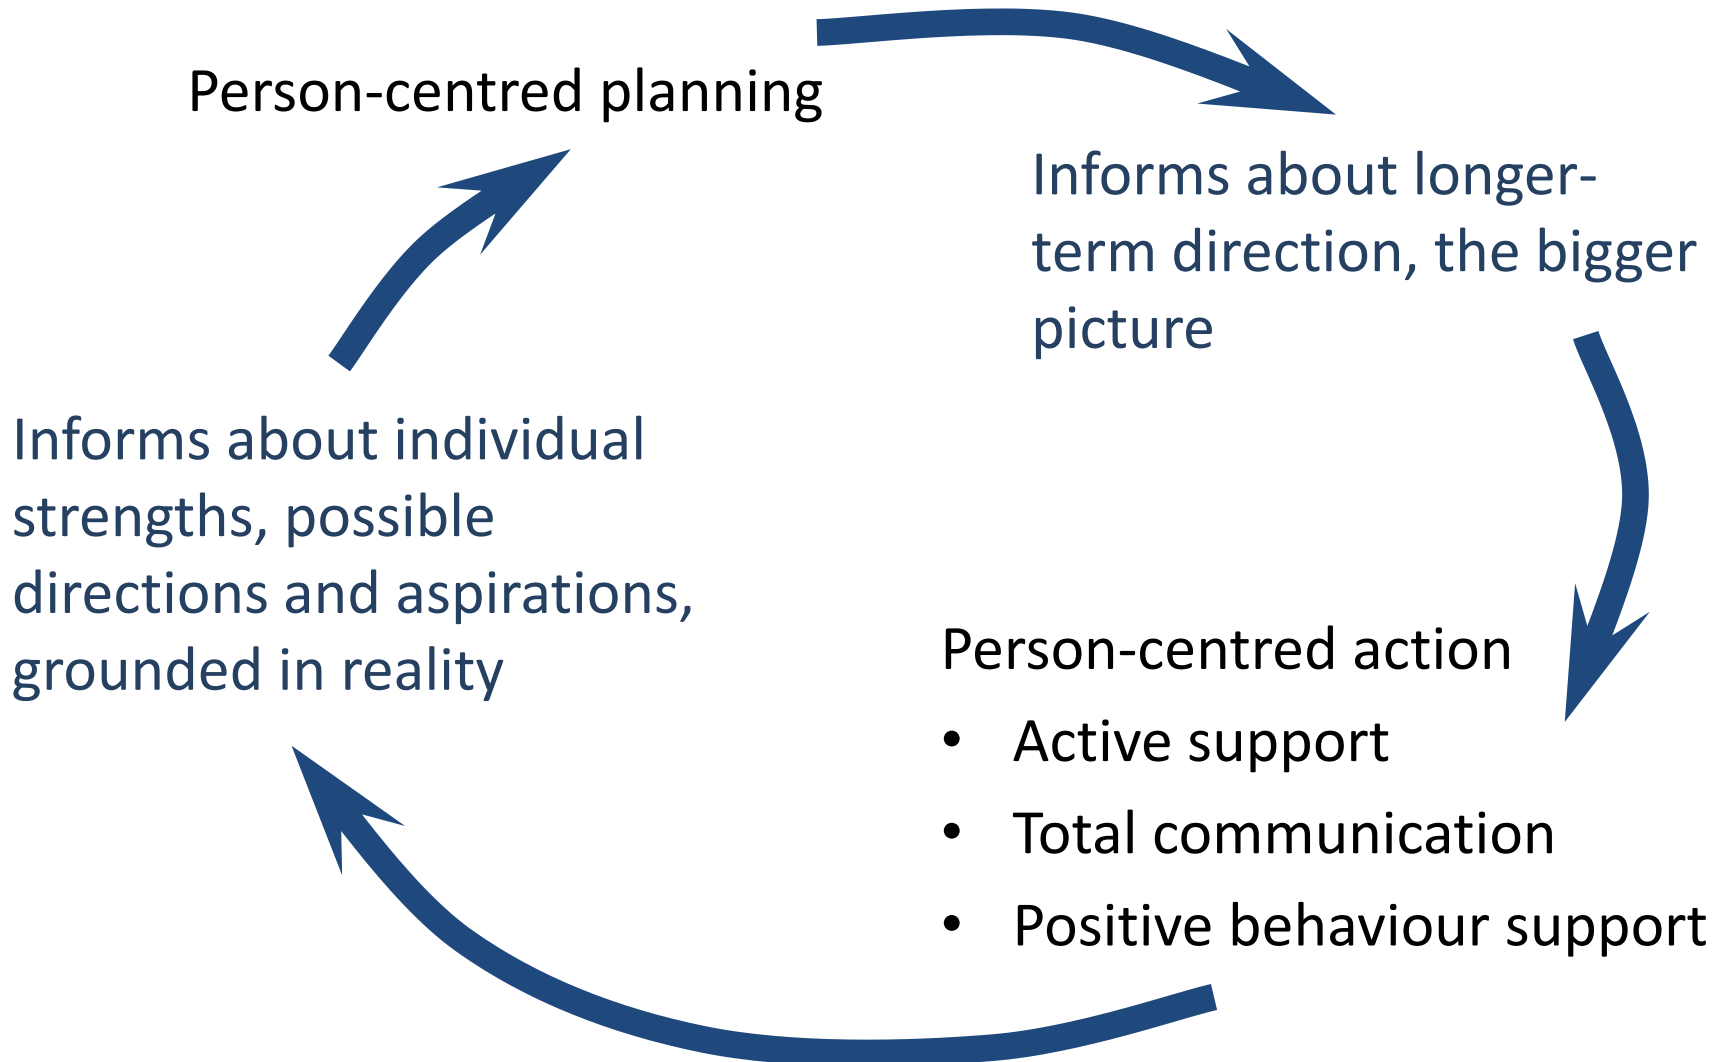 Person-centred planning
Informs about longer-
term direction, the bigger
picture
Informs about individual
strengths, possible
directions and aspirations,
grounded in reality
Person-centred action
• Active support
• Total communication
• Positive behaviour support